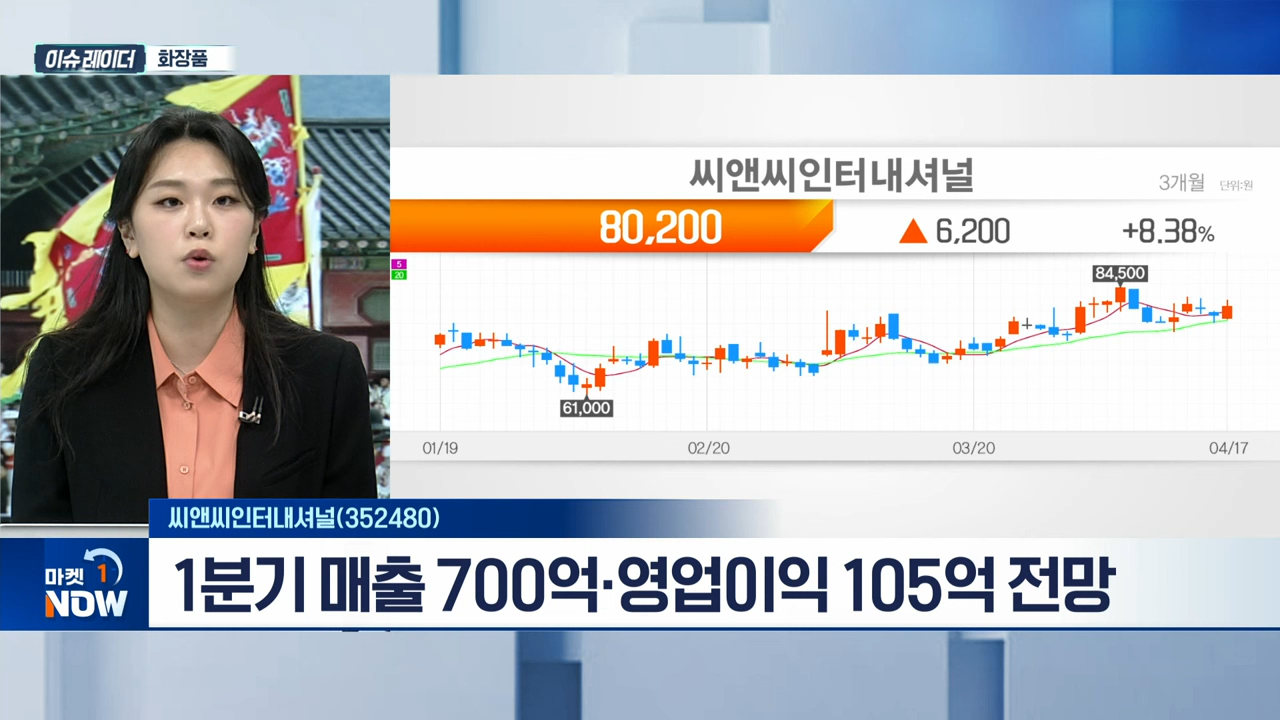 이슈레이더 화장품
씨앤씨인터내셔널
3개월 단위:원
80,200 ▲ 6,200 +8.38%
5
20
84,500
61,000
01/19 02/20 03/20 04/17
씨앤씨인터내셔널(352480)
마켓 1
NOW
1분기 매출 700억·영업이익 105억 전망